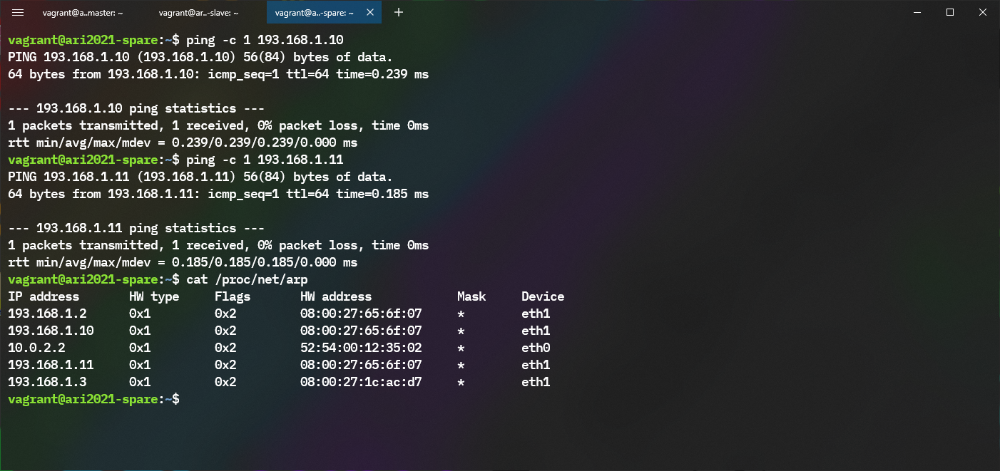 vagrant@a..master: ~ vagrant@ar..-slave: ~ vagrant@a..-spare: ~
vagrant@ari2021-spare:~$ ping -c 1 193.168.1.10
PING 193.168.1.10 (193.168.1.10) 56(84) bytes of data.
64 bytes from 193.168.1.10: icmp_seq=1 ttl=64 time=0.239 ms
--- 193.168.1.10 ping statistics ---
1 packets transmitted, 1 received, 0% packet loss, time 0ms
rtt min/avg/max/mdev = 0.239/0.239/0.239/0.000 ms
vagrant@ari2021-spare:~$ ping -c 1 193.168.1.11
PING 193.168.1.11 (193.168.1.11) 56(84) bytes of data.
64 bytes from 193.168.1.11: icmp_seq=1 ttl=64 time=0.185 ms
--- 193.168.1.11 ping statistics ---
1 packets transmitted, 1 received, 0% packet loss, time 0ms
rtt min/avg/max/mdev = 0.185/0.185/0.185/0.000 ms
vagrant@ari2021-spare:~$ cat /proc/net/arp
IP address HW type Flags HW address Mask Device
193.168.1.2 0x1 0x2 08:00:27:65:6f:07 * eth1
193.168.1.10 0x1 0x2 08:00:27:65:6f:07 * eth1
10.0.2.2 0x1 0x2 52:54:00:12:35:02 * eth0
193.168.1.11 0x1 0x2 08:00:27:65:6f:07 * eth1
193.168.1.3 0x1 0x2 08:00:27:1c:ac:d7 * eth1
vagrant@ari2021-spare:~$